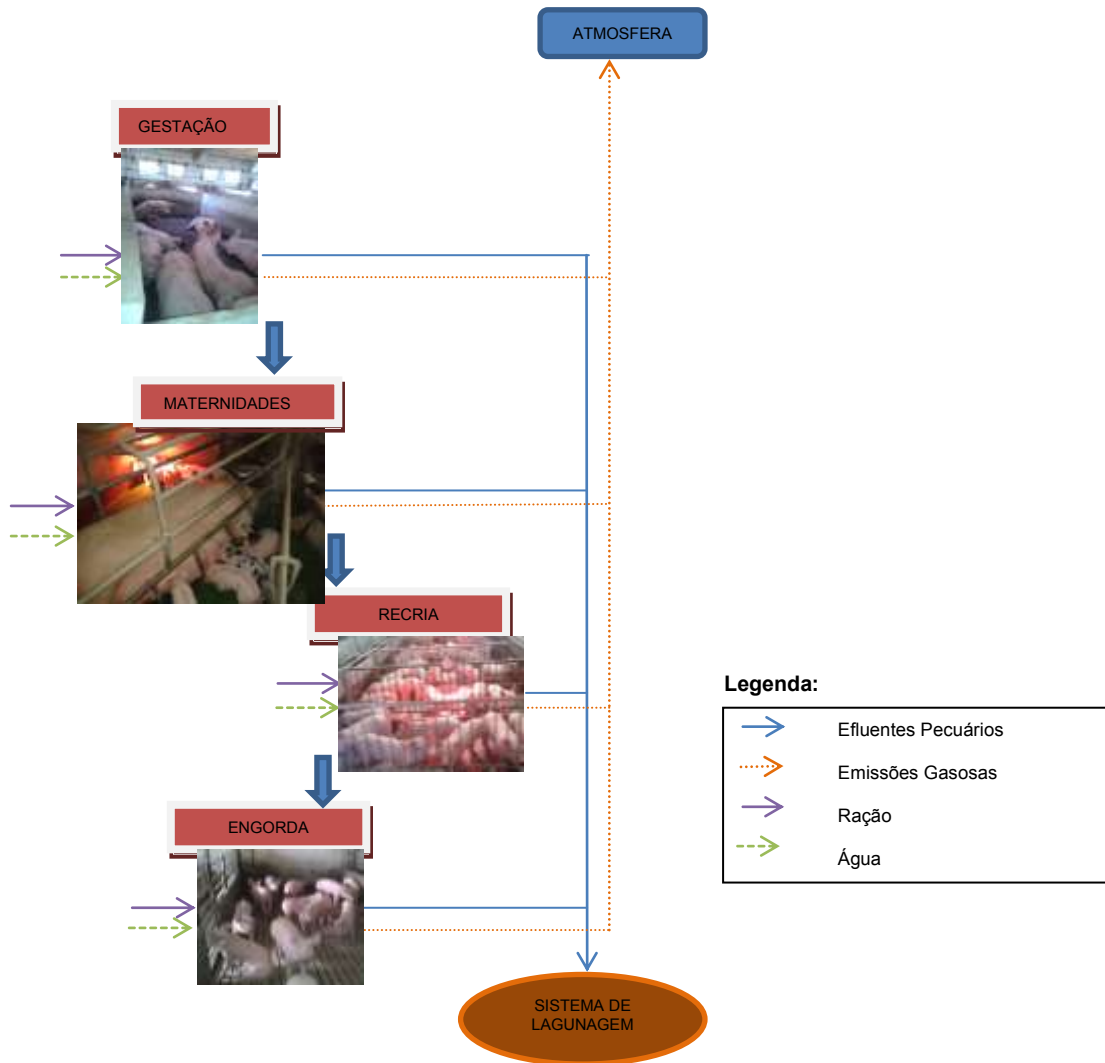 ATMOSFERA
GESTAÇÃO
MATERNIDADES
RECRIA
ENGORDA
SISTEMA DE
LAGUNAGEM
Legenda:
Efluentes Pecuários
Emissões Gasosas
Ração
Água